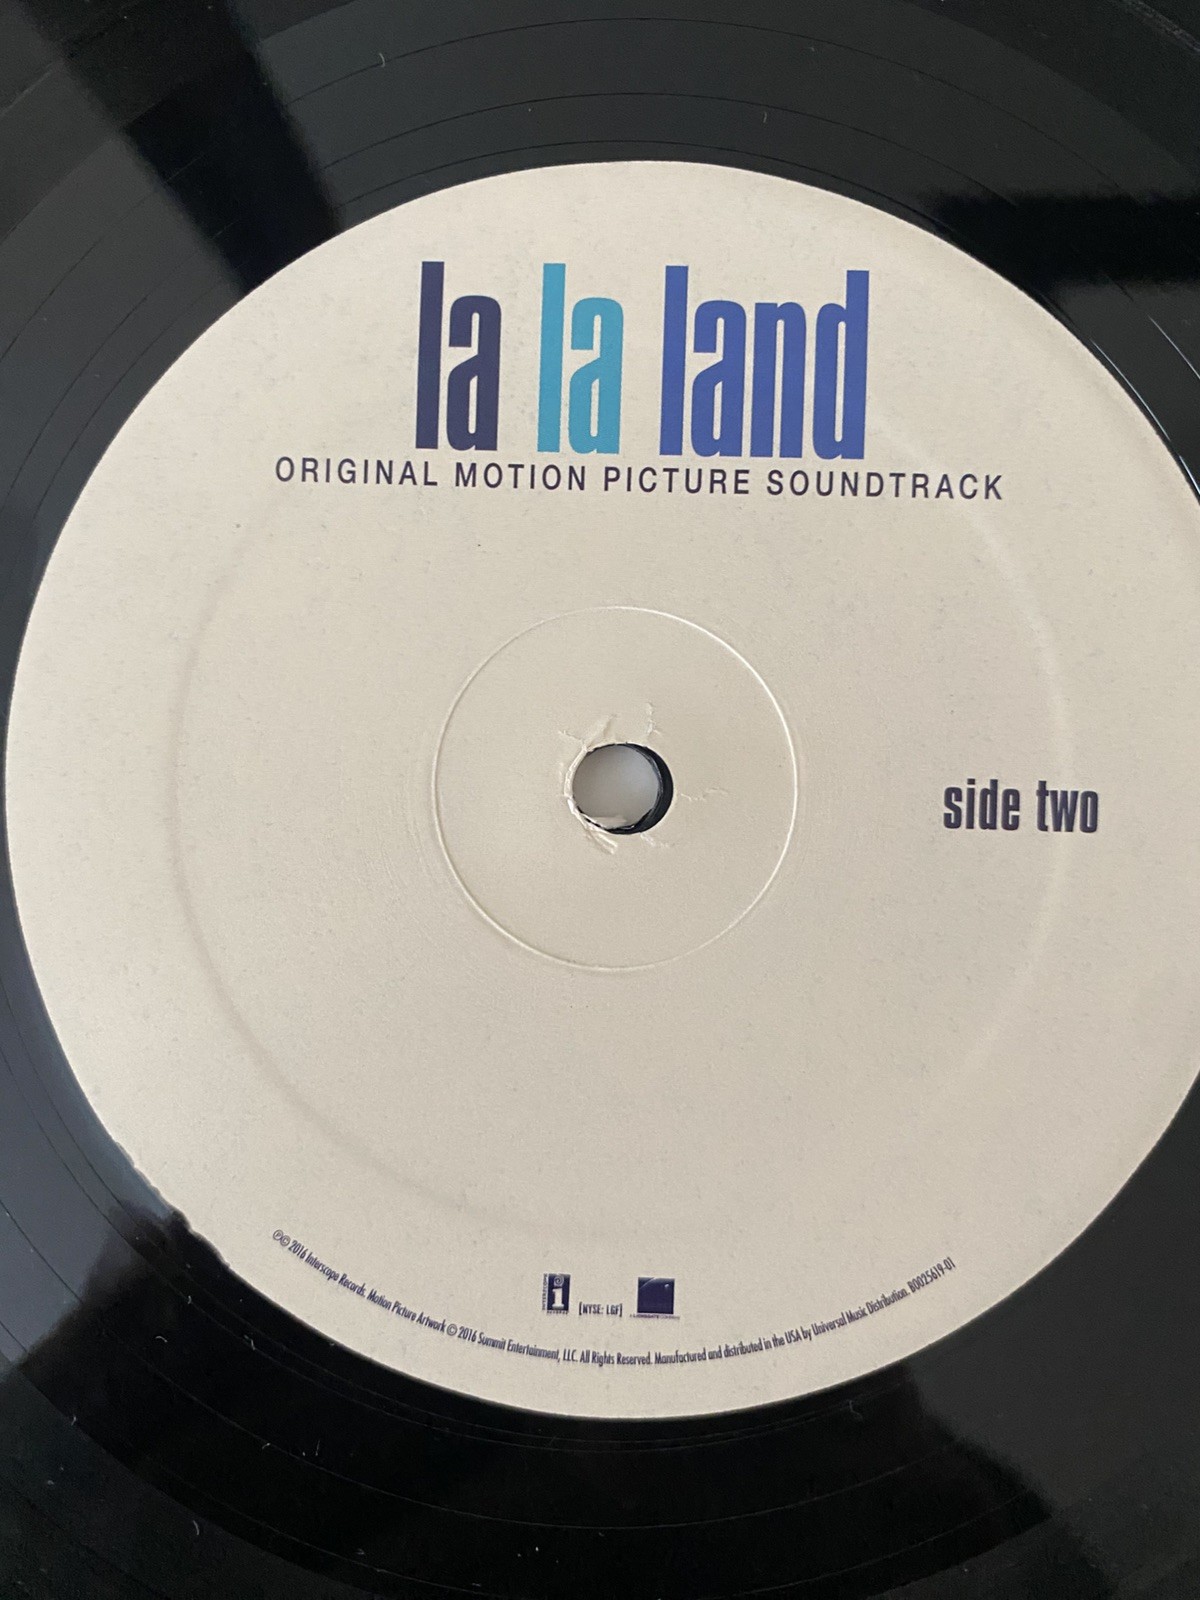 la la land
ORIGINAL MOTION PICTURE SOUNDTRACK
side two
[NYSE: LGF]
℗© 2016 Interscope Records. Motion Picture Artwork © 2016 Summit Entertainment, LLC. All Rights Reserved. Manufactured and distributed in the USA by Universal Music Distribution. B0025619-01